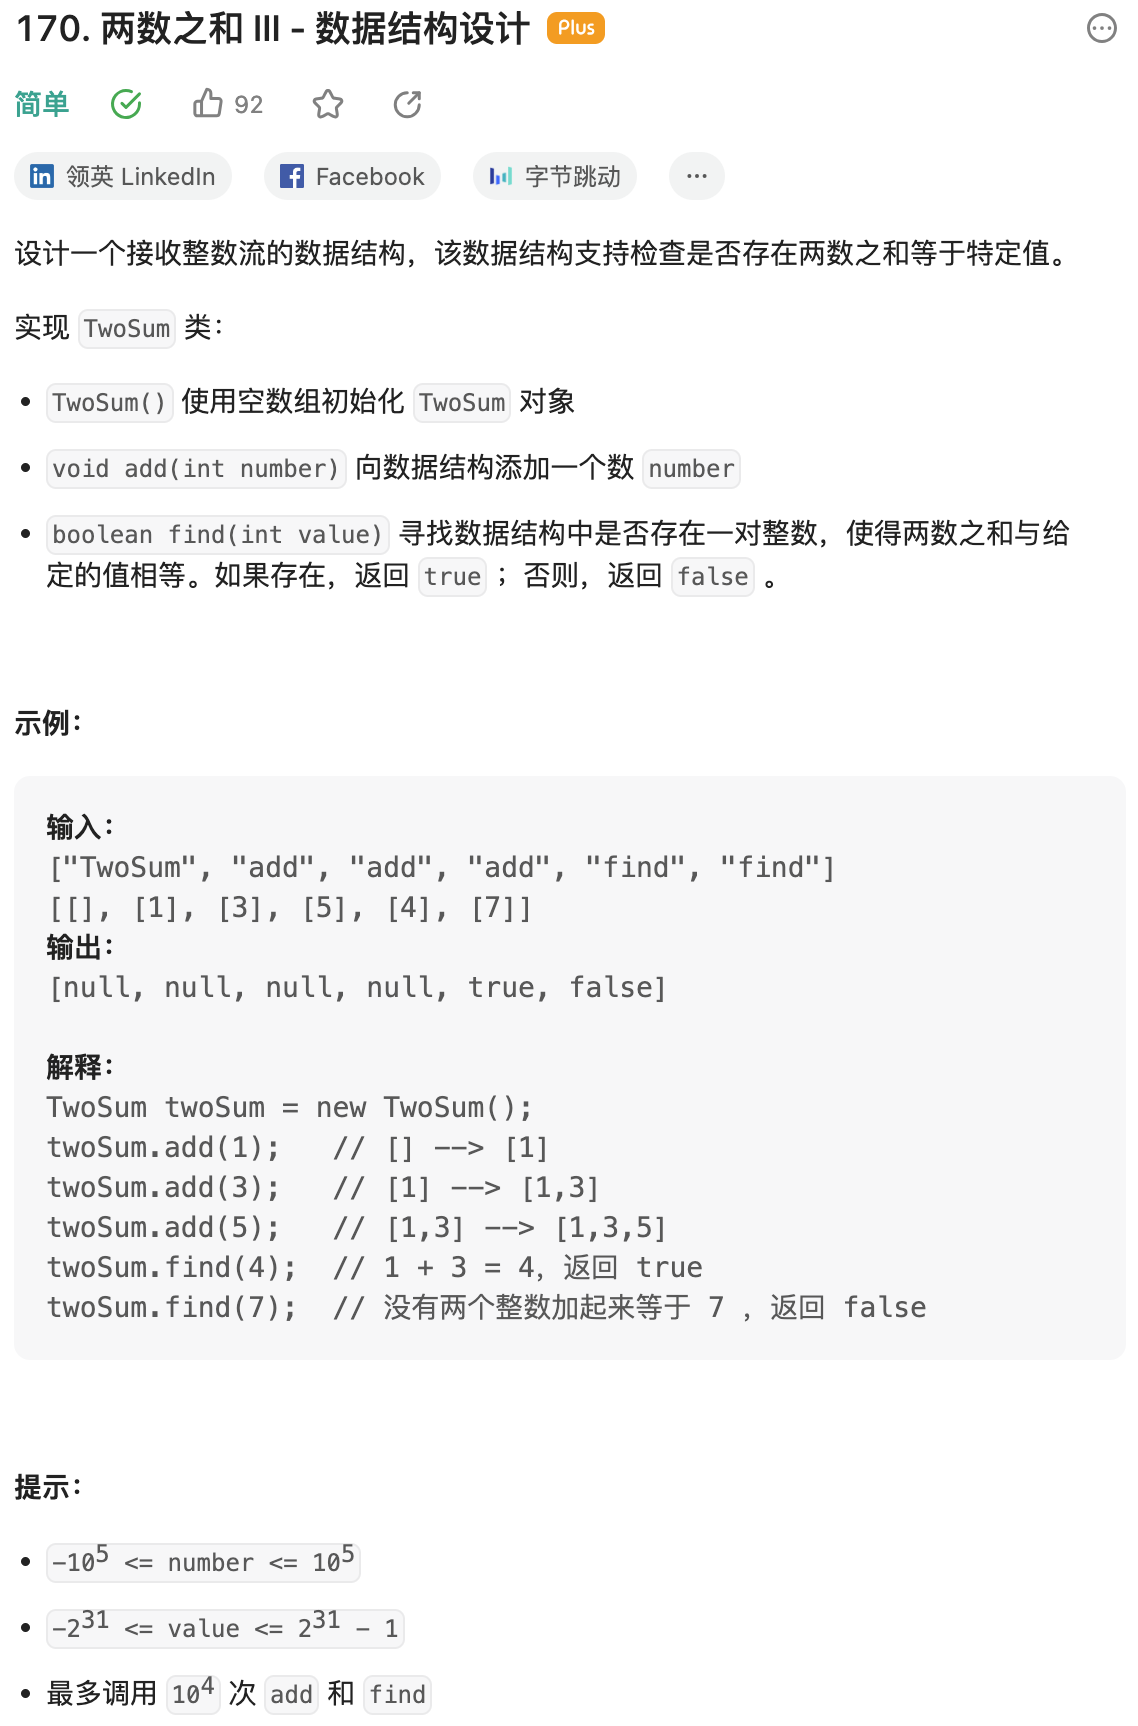 170. 两数之和 III - 数据结构设计 Plus
简单 92
领英 LinkedIn Facebook 字节跳动
设计一个接收整数流的数据结构，该数据结构支持检查是否存在两数之和等于特定值。
实现 TwoSum 类：
• TwoSum() 使用空数组初始化 TwoSum 对象
• void add(int number) 向数据结构添加一个数 number
• boolean find(int value) 寻找数据结构中是否存在一对整数，使得两数之和与给
定的值相等。如果存在，返回 true ；否则，返回 false 。
示例：
输入：
["TwoSum", "add", "add", "add", "find", "find"]
[[], [1], [3], [5], [4], [7]]
输出：
[null, null, null, null, true, false]
解释：
TwoSum twoSum = new TwoSum();
twoSum.add(1);   // [] --> [1]
twoSum.add(3);   // [1] --> [1,3]
twoSum.add(5);   // [1,3] --> [1,3,5]
twoSum.find(4);  // 1 + 3 = 4，返回 true
twoSum.find(7);  // 没有两个整数加起来等于 7 ，返回 false
提示：
• -10⁵ <= number <= 10⁵
• -2³¹ <= value <= 2³¹ - 1
• 最多调用 10⁴ 次 add 和 find